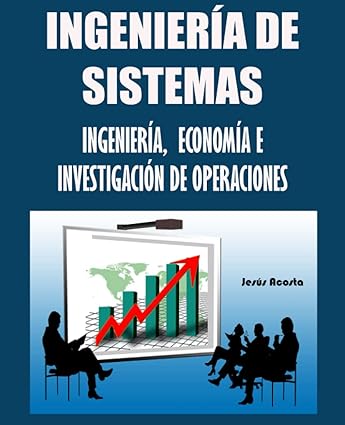 INGENIERÍA DE
SISTEMAS
INGENIERÍA, ECONOMÍA E
INVESTIGACIÓN DE OPERACIONES
Jesús Acosta